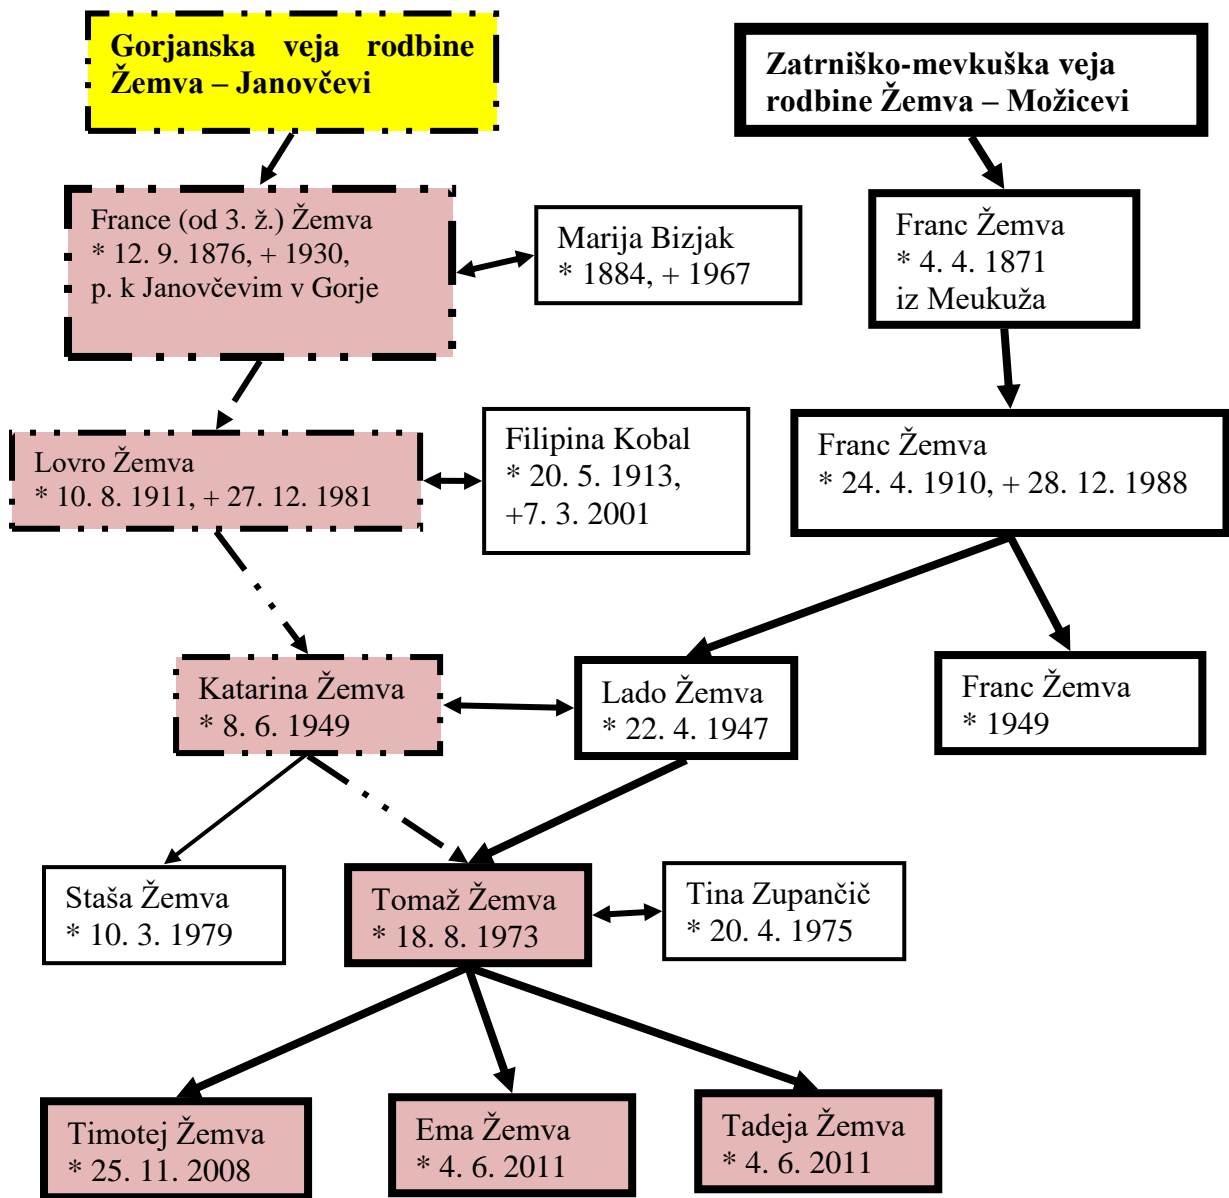 Gorjanska veja rodbine
Žemva – Janovčevi
Zatrniško-mevkuška veja
rodbine Žemva – Možicevi
France (od 3. ž.) Žemva
* 12. 9. 1876, + 1930,
p. k Janovčevim v Gorje
Marija Bizjak
* 1884, + 1967
Franc Žemva
* 4. 4. 1871
iz Meukuža
Lovro Žemva
* 10. 8. 1911, + 27. 12. 1981
Filipina Kobal
* 20. 5. 1913,
+7. 3. 2001
Franc Žemva
* 24. 4. 1910, + 28. 12. 1988
Katarina Žemva
* 8. 6. 1949
Lado Žemva
* 22. 4. 1947
Franc Žemva
* 1949
Staša Žemva
* 10. 3. 1979
Tomaž Žemva
* 18. 8. 1973
Tina Zupančič
* 20. 4. 1975
Timotej Žemva
* 25. 11. 2008
Ema Žemva
* 4. 6. 2011
Tadeja Žemva
* 4. 6. 2011